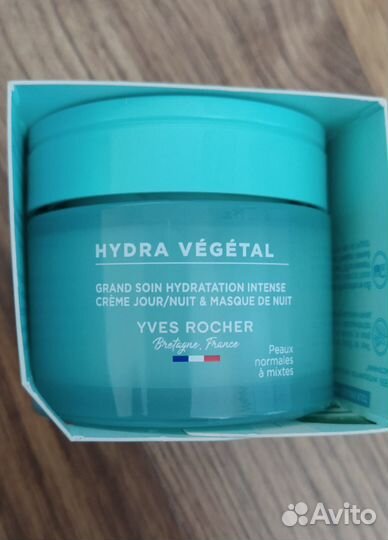 HYDRA VÉGÉTAL
GRAND SOIN HYDRATATION INTENSE
CRÈME JOUR/NUIT & MASQUE DE NUIT
YVES ROCHER
Bretagne, France
Peaux
normales
à mixtes
Avito